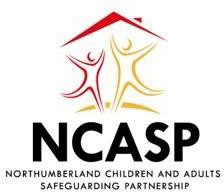 NCASP
NORTHUMBERLAND CHILDREN AND ADULTS
SAFEGUARDING PARTNERSHIP